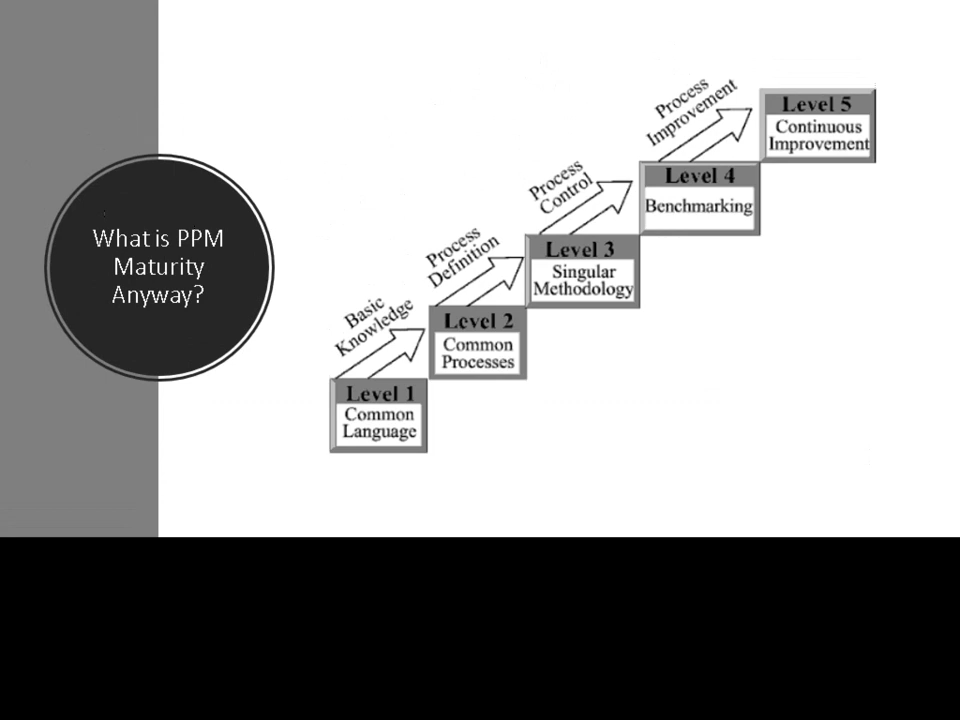 What is PPM
Maturity
Anyway?
Level 1
Common
Language
Basic
Knowledge
Level 2
Common
Processes
Process
Definition
Level 3
Singular
Methodology
Process
Control
Level 4
Benchmarking
Process
Improvement
Level 5
Continuous
Improvement